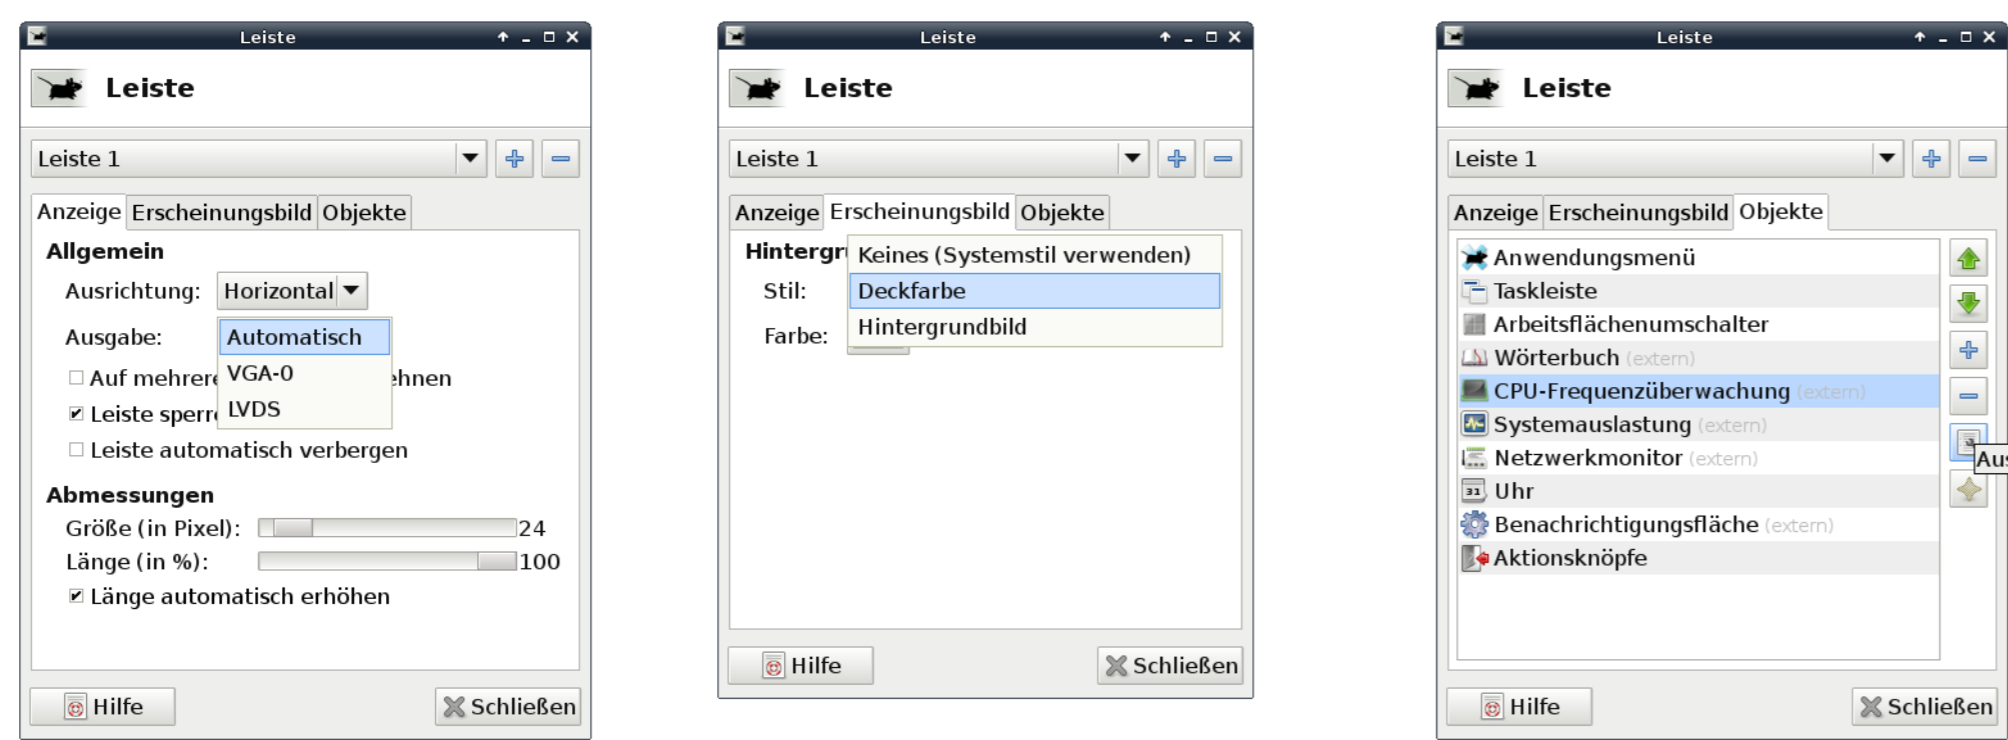 Leiste
Leiste
Leiste 1
Anzeige Erscheinungsbild Objekte
Allgemein
Ausrichtung: Horizontal
Ausgabe: Automatisch
VGA-0
LVDS
Auf mehrere ehnen
Leiste sperr
Leiste automatisch verbergen
Abmessungen
Größe (in Pixel): 24
Länge (in %): 100
Länge automatisch erhöhen
Hilfe Schließen
Leiste
Leiste
Leiste 1
Anzeige Erscheinungsbild Objekte
Hintergr
Keines (Systemstil verwenden)
Stil: Deckfarbe
Hintergrundbild
Farbe:
Hilfe Schließen
Leiste
Leiste
Leiste 1
Anzeige Erscheinungsbild Objekte
Anwendungsmenü
Taskleiste
Arbeitsflächenumschalter
Wörterbuch (extern)
CPU-Frequenzüberwachung (extern)
Systemauslastung (extern)
Netzwerkmonitor (extern)
31 Uhr
Benachrichtigungsfläche (extern)
Aktionsknöpfe
Aus
Hilfe Schließen